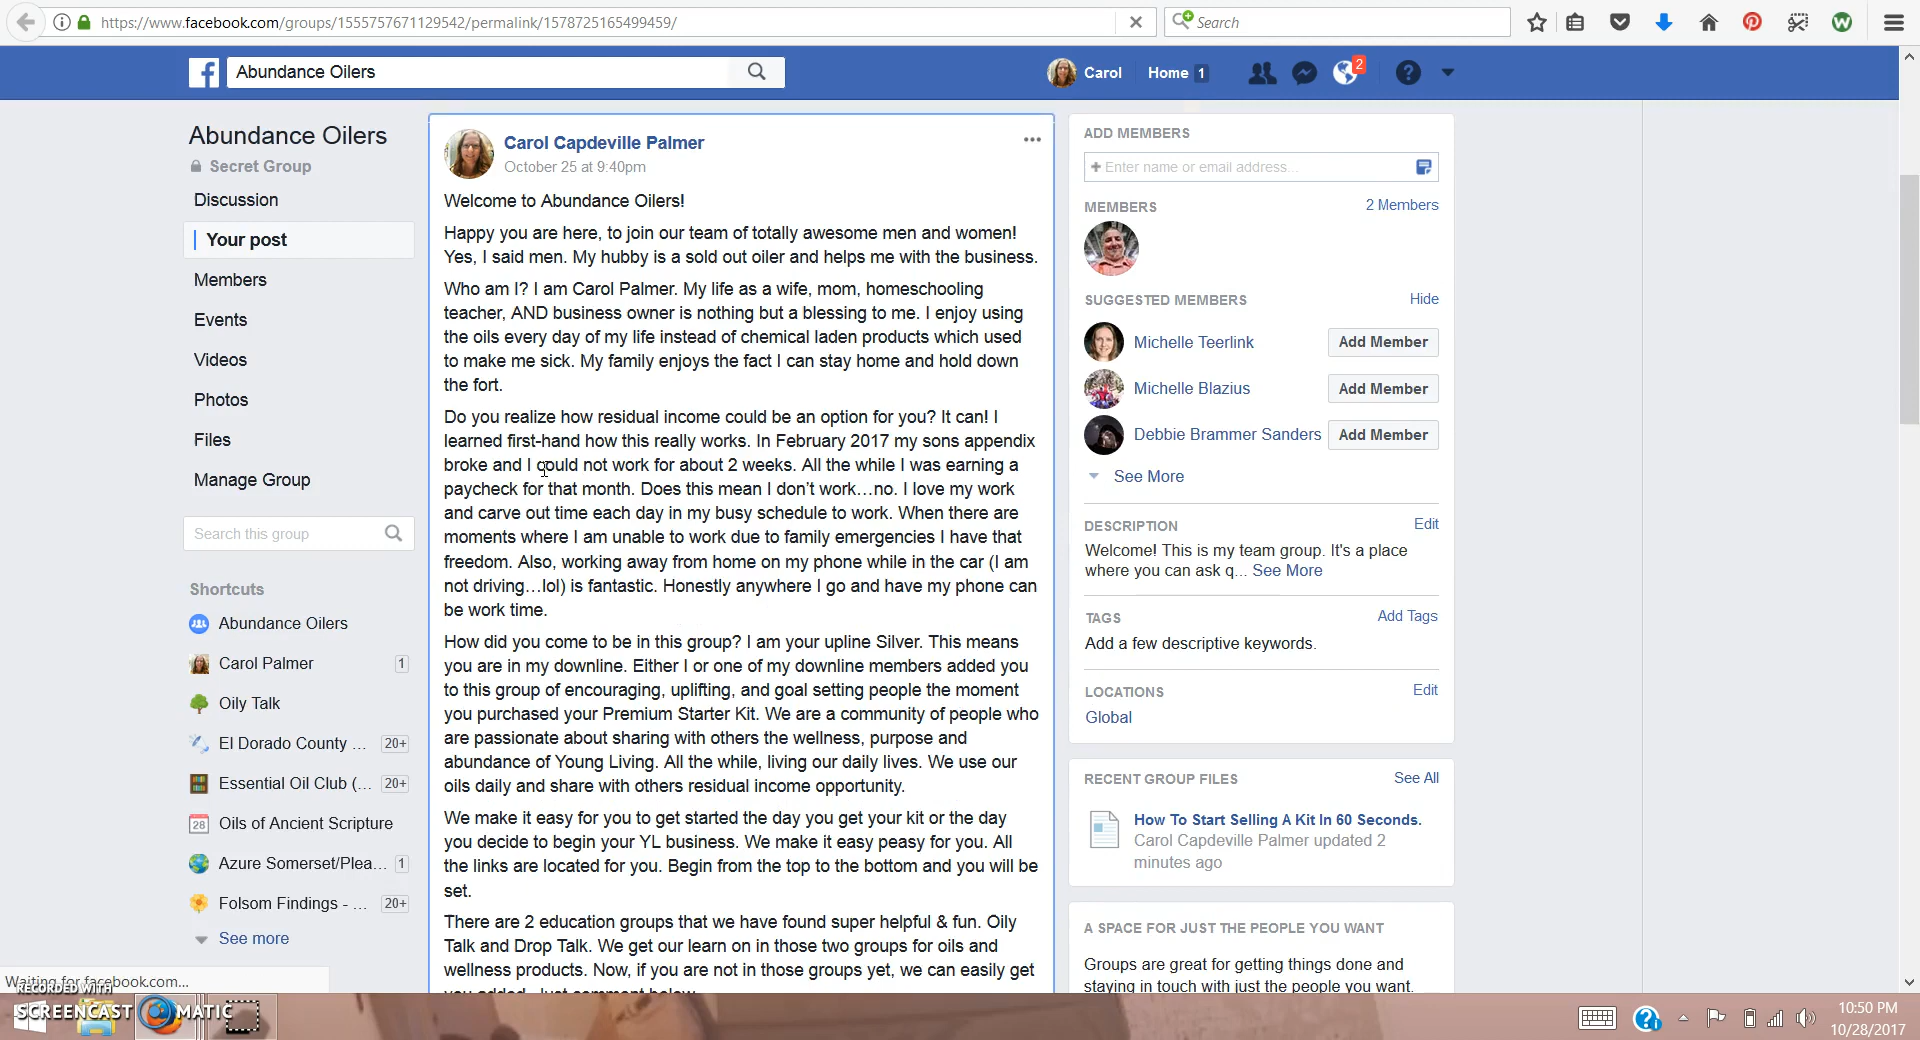 https://www.facebook.com/groups/1555757671129542/permalink/1578725165499459/
Search
Abundance Oilers
Carol
Home 1
2
Abundance Oilers
Secret Group
Discussion
Your post
Members
Events
Videos
Photos
Files
Manage Group
Search this group
Shortcuts
Abundance Oilers
Carol Palmer 1
Oily Talk
El Dorado County ... 20+
Essential Oil Club (... 20+
28 Oils of Ancient Scripture
Azure Somerset/Plea... 1
Folsom Findings - ... 20+
See more
Carol Capdeville Palmer
October 25 at 9:40pm
Welcome to Abundance Oilers!
Happy you are here, to join our team of totally awesome men and women!
Yes, I said men. My hubby is a sold out oiler and helps me with the business.
Who am I? I am Carol Palmer. My life as a wife, mom, homeschooling
teacher, AND business owner is nothing but a blessing to me. I enjoy using
the oils every day of my life instead of chemical laden products which used
to make me sick. My family enjoys the fact I can stay home and hold down
the fort.
Do you realize how residual income could be an option for you? It can! I
learned first-hand how this really works. In February 2017 my sons appendix
broke and I could not work for about 2 weeks. All the while I was earning a
paycheck for that month. Does this mean I don't work…no. I love my work
and carve out time each day in my busy schedule to work. When there are
moments where I am unable to work due to family emergencies I have that
freedom. Also, working away from home on my phone while in the car (I am
not driving…lol) is fantastic. Honestly anywhere I go and have my phone can
be work time.
How did you come to be in this group? I am your upline Silver. This means
you are in my downline. Either I or one of my downline members added you
to this group of encouraging, uplifting, and goal setting people the moment
you purchased your Premium Starter Kit. We are a community of people who
are passionate about sharing with others the wellness, purpose and
abundance of Young Living. All the while, living our daily lives. We use our
oils daily and share with others residual income opportunity.
We make it easy for you to get started the day you get your kit or the day
you decide to begin your YL business. We make it easy peasy for you. All
the links are located for you. Begin from the top to the bottom and you will be
set.
There are 2 education groups that we have found super helpful & fun. Oily
Talk and Drop Talk. We get our learn on in those two groups for oils and
wellness products. Now, if you are not in those groups yet, we can easily get
you added. Just comment below.
ADD MEMBERS
+ Enter name or email address...
MEMBERS 2 Members
SUGGESTED MEMBERS Hide
Michelle Teerlink Add Member
Michelle Blazius Add Member
Debbie Brammer Sanders Add Member
See More
DESCRIPTION Edit
Welcome! This is my team group. It's a place
where you can ask q... See More
TAGS Add Tags
Add a few descriptive keywords.
LOCATIONS Edit
Global
RECENT GROUP FILES See All
How To Start Selling A Kit In 60 Seconds.
Carol Capdeville Palmer updated 2
minutes ago
A SPACE FOR JUST THE PEOPLE YOU WANT
Groups are great for getting things done and
staying in touch with just the people you want.
Waiting for facebook.com...
RECORDED WITH
SCREENCAST MATIC
10:50 PM
10/28/2017